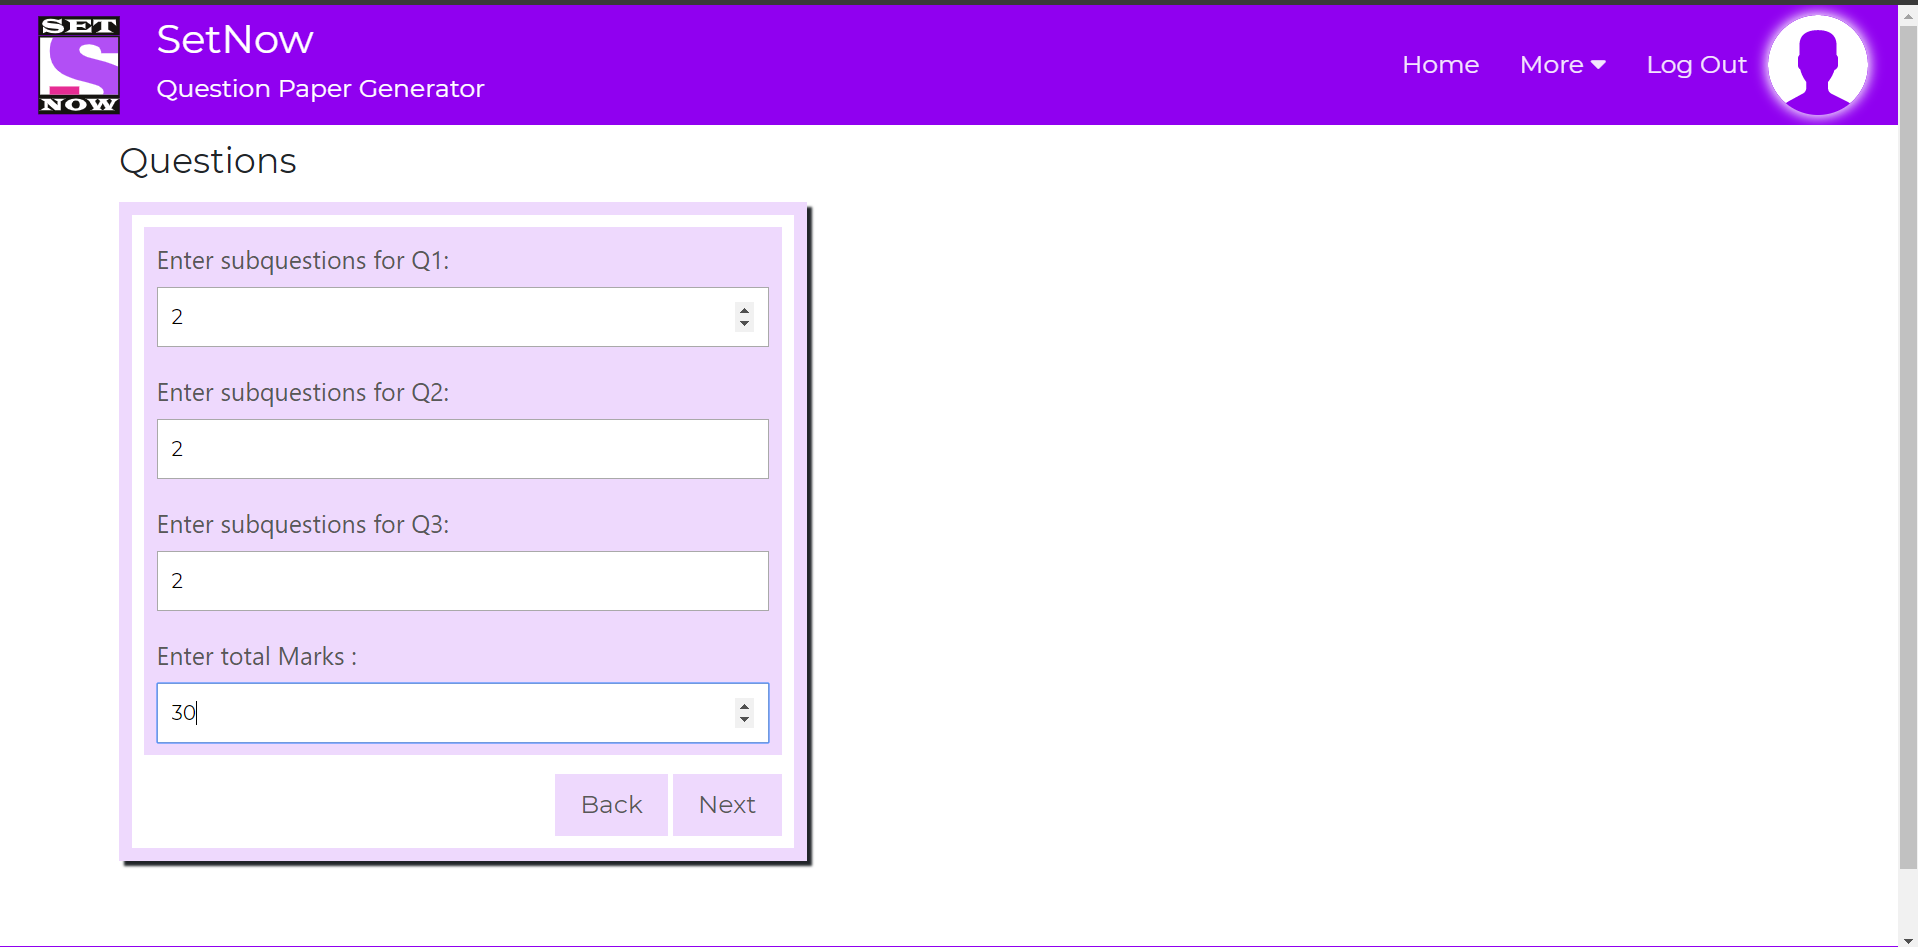 SET
NOW
SetNow
Question Paper Generator
Home
More
Log Out
Questions
Enter subquestions for Q1:
2
Enter subquestions for Q2:
2
Enter subquestions for Q3:
2
Enter total Marks :
30
Back
Next